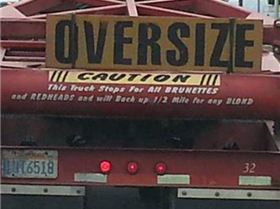 OVERSIZE
CAUTION
This Truck Stops For All BRUNETTES
and REDHEADS and will Back up 1/2 Mile for any BLOND
32